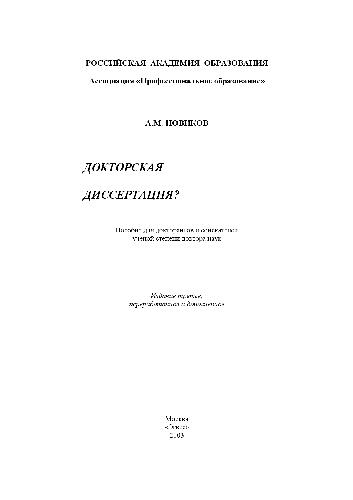 РОССИЙСКАЯ АКАДЕМИЯ ОБРАЗОВАНИЯ
Ассоциация «Профессиональное образование»
А.М. НОВИКОВ
ДОКТОРСКАЯ
ДИССЕРТАЦИЯ?
Пособие для докторантов и соискателей
ученой степени доктора наук
Издание третье,
переработанное и дополненное
Москва
«Эгвес»
2003